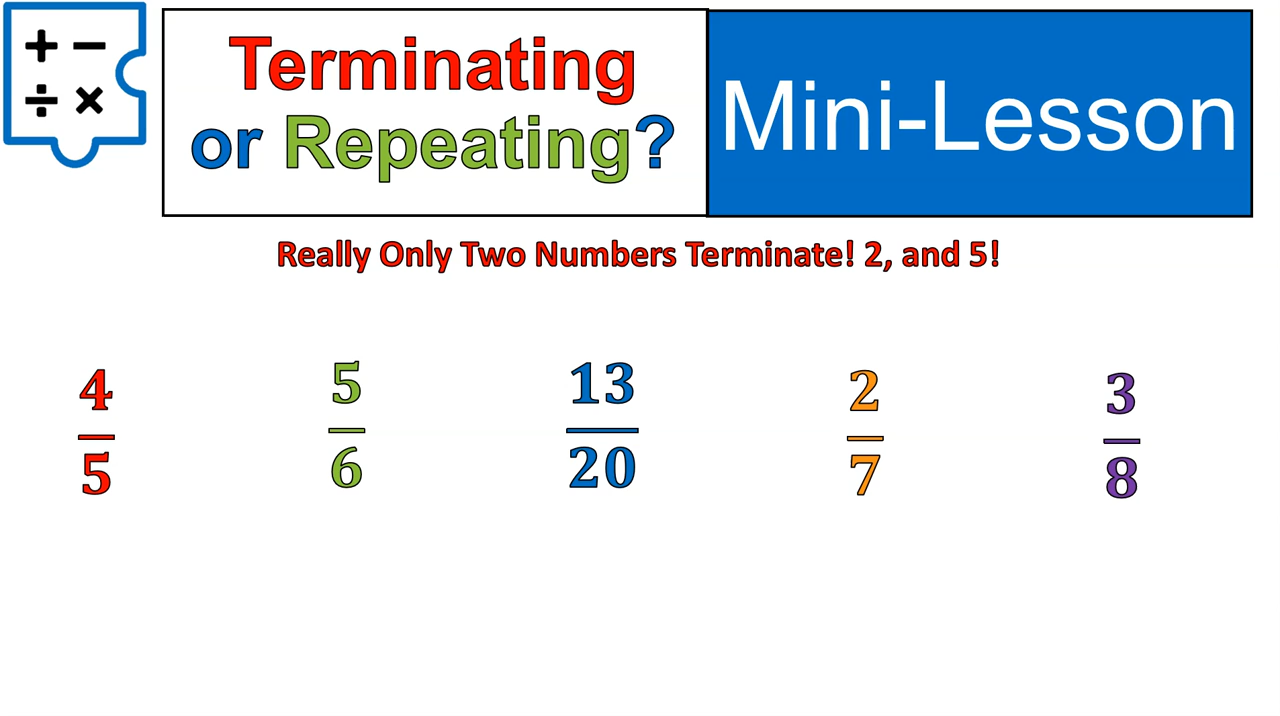 + −
÷ ×
Terminating
or Repeating?
Mini-Lesson
Really Only Two Numbers Terminate! 2, and 5!
4/5 5/6 13/20 2/7 3/8